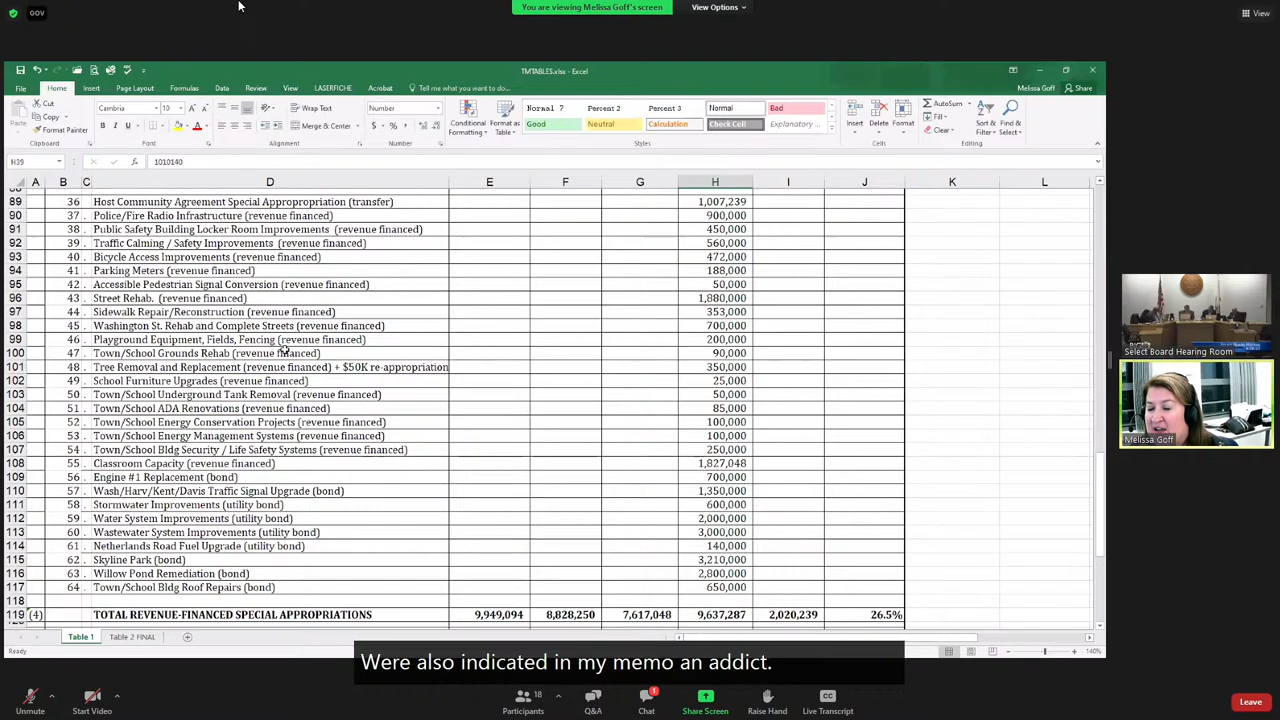 GOV
You are viewing Melissa Goff's screen
View Options
View
TMTABLES.xlsx - Excel
File Home Insert Page Layout Formulas Data Review View LASERFICHE Acrobat Tell me what you want to do...
Melissa Goff Share
Paste Cut Copy Format Painter
Cambria 10 Wrap Text Number
Merge & Center
Conditional Formatting Format as Table
Normal 7 Percent 2 Percent 3 Normal Bad
Good Neutral Calculation Check Cell Explanatory ...
Insert Delete Format
AutoSum Fill Clear Sort & Filter Find & Select
Clipboard Font Alignment Number Styles Cells Editing
H39 1010140
A B C D E F G H I J K L
89 36 Host Community Agreement Special Apporopriation (transfer) 1,007,239
90 37 . Police/Fire Radio Infrastructure (revenue financed) 900,000
91 38 . Public Safety Building Locker Room Improvements (revenue financed) 450,000
92 39 . Traffic Calming / Safety Improvements (revenue financed) 560,000
93 40 . Bicycle Access Improvements (revenue financed) 472,000
94 41 . Parking Meters (revenue financed) 188,000
95 42 . Accessible Pedestrian Signal Conversion (revenue financed) 50,000
96 43 . Street Rehab. (revenue financed) 1,880,000
97 44 . Sidewalk Repair/Reconstruction (revenue financed) 353,000
98 45 . Washington St. Rehab and Complete Streets (revenue financed) 700,000
99 46 . Playground Equipment, Fields, Fencing (revenue financed) 200,000
100 47 . Town/School Grounds Rehab (revenue financed) 90,000
101 48 . Tree Removal and Replacement (revenue financed) + $50K re-appropriation 350,000
102 49 . School Furniture Upgrades (revenue financed) 25,000
103 50 . Town/School Underground Tank Removal (revenue financed) 50,000
104 51 . Town/School ADA Renovations (revenue financed) 85,000
105 52 . Town/School Energy Conservation Projects (revenue financed) 100,000
106 53 . Town/School Energy Management Systems (revenue financed) 100,000
107 54 . Town/School Bldg Security / Life Safety Systems (revenue financed) 250,000
108 55 . Classroom Capacity (revenue financed) 1,827,048
109 56 . Engine #1 Replacement (bond) 700,000
110 57 . Wash/Harv/Kent/Davis Traffic Signal Upgrade (bond) 1,350,000
111 58 . Stormwater Improvements (utility bond) 600,000
112 59 . Water System Improvements (utility bond) 2,000,000
113 60 . Wastewater System Improvements (utility bond) 3,000,000
114 61 . Netherlands Road Fuel Upgrade (utility bond) 140,000
115 62 . Skyline Park (bond) 3,210,000
116 63 . Willow Pond Remediation (bond) 2,800,000
117 64 . Town/School Bldg Roof Repairs (bond) 650,000
118
119 (4) TOTAL REVENUE-FINANCED SPECIAL APPROPRIATIONS 9,949,094 8,828,250 7,617,048 9,637,287 2,020,239 26.5%
Table 1 Table 2 FINAL
Ready 140%
Select Board Hearing Room
Melissa Goff
Were also indicated in my memo an addict.
Unmute Start Video Participants 18 Q&A Chat 1 Share Screen Raise Hand Live Transcript Leave